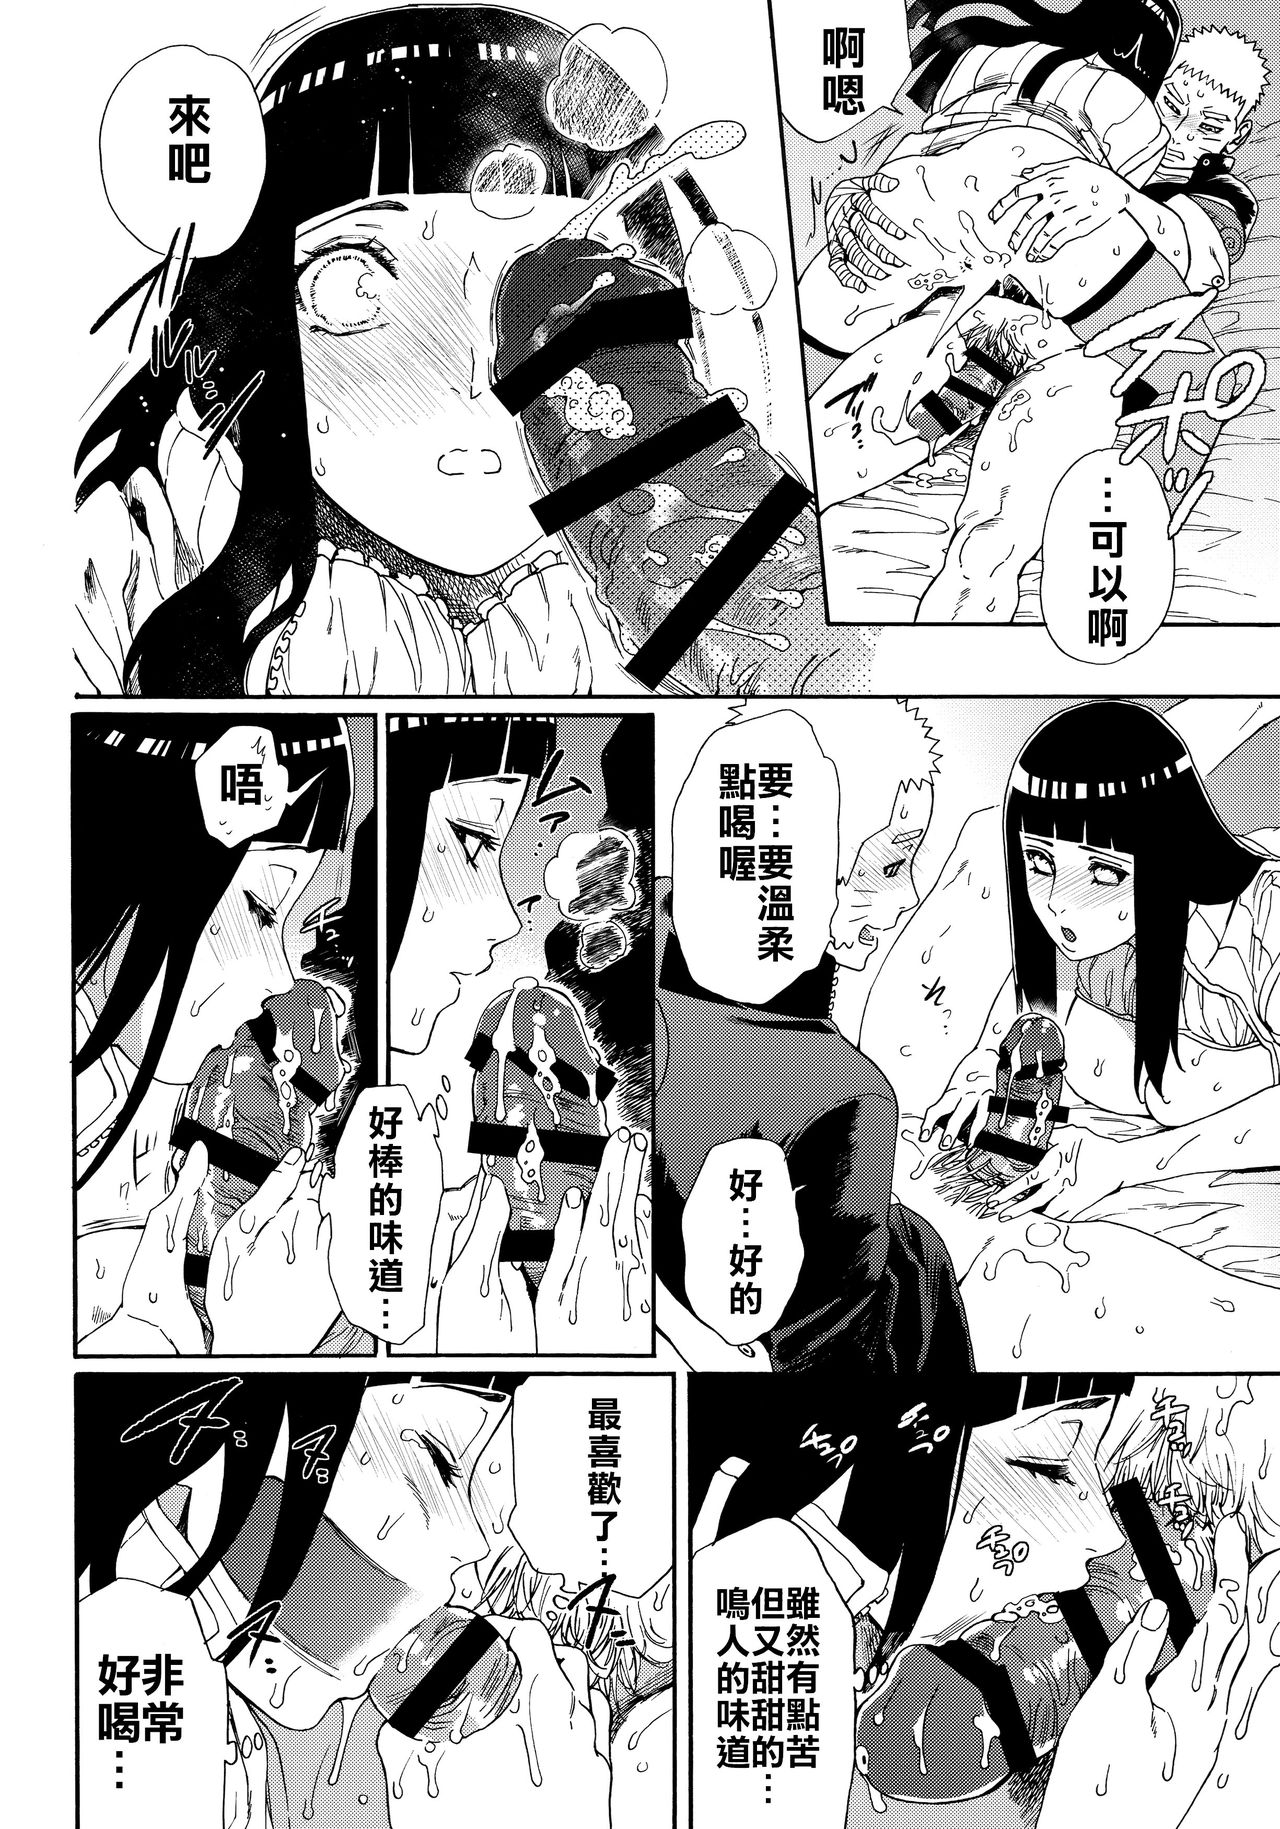 啊嗯
…可以啊
來吧
要…要溫柔
點喝喔
好…好的
好棒的味道…
唔
雖然有點苦
但又甜甜的…
鳴人的味道
最喜歡了…
非常
好喝…